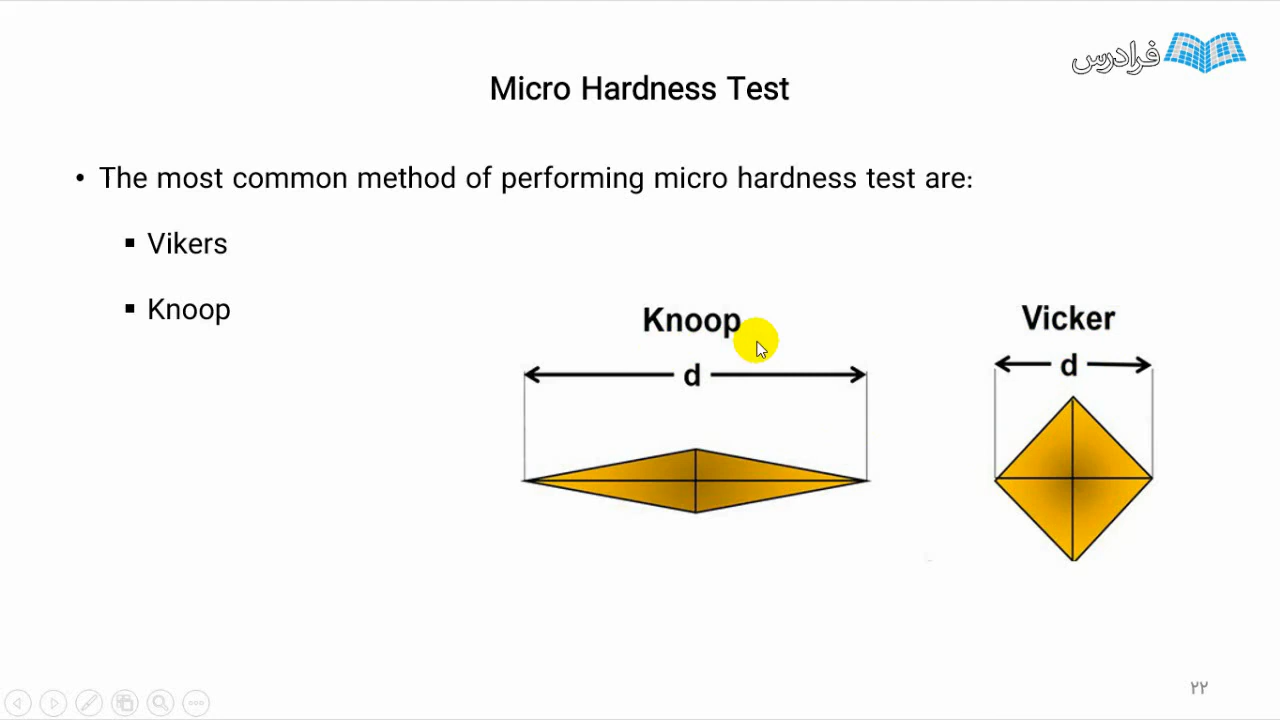 فرادرس
Micro Hardness Test
• The most common method of performing micro hardness test are:
▪ Vikers
▪ Knoop
Knoop
d
Vicker
d
۲۲